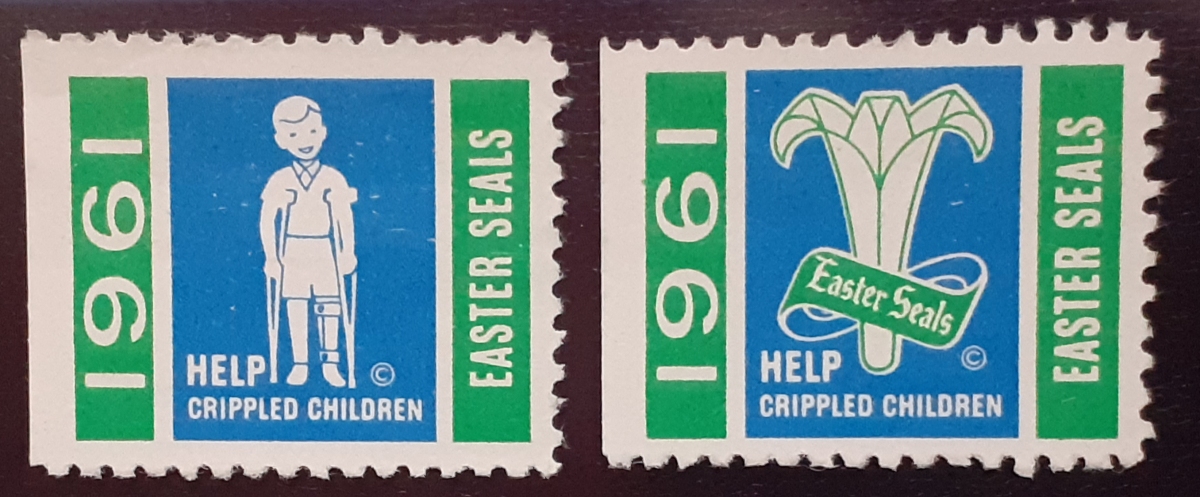 1961
HELP ©
CRIPPLED CHILDREN
EASTER SEALS
1961
Easter Seals
HELP ©
CRIPPLED CHILDREN
EASTER SEALS